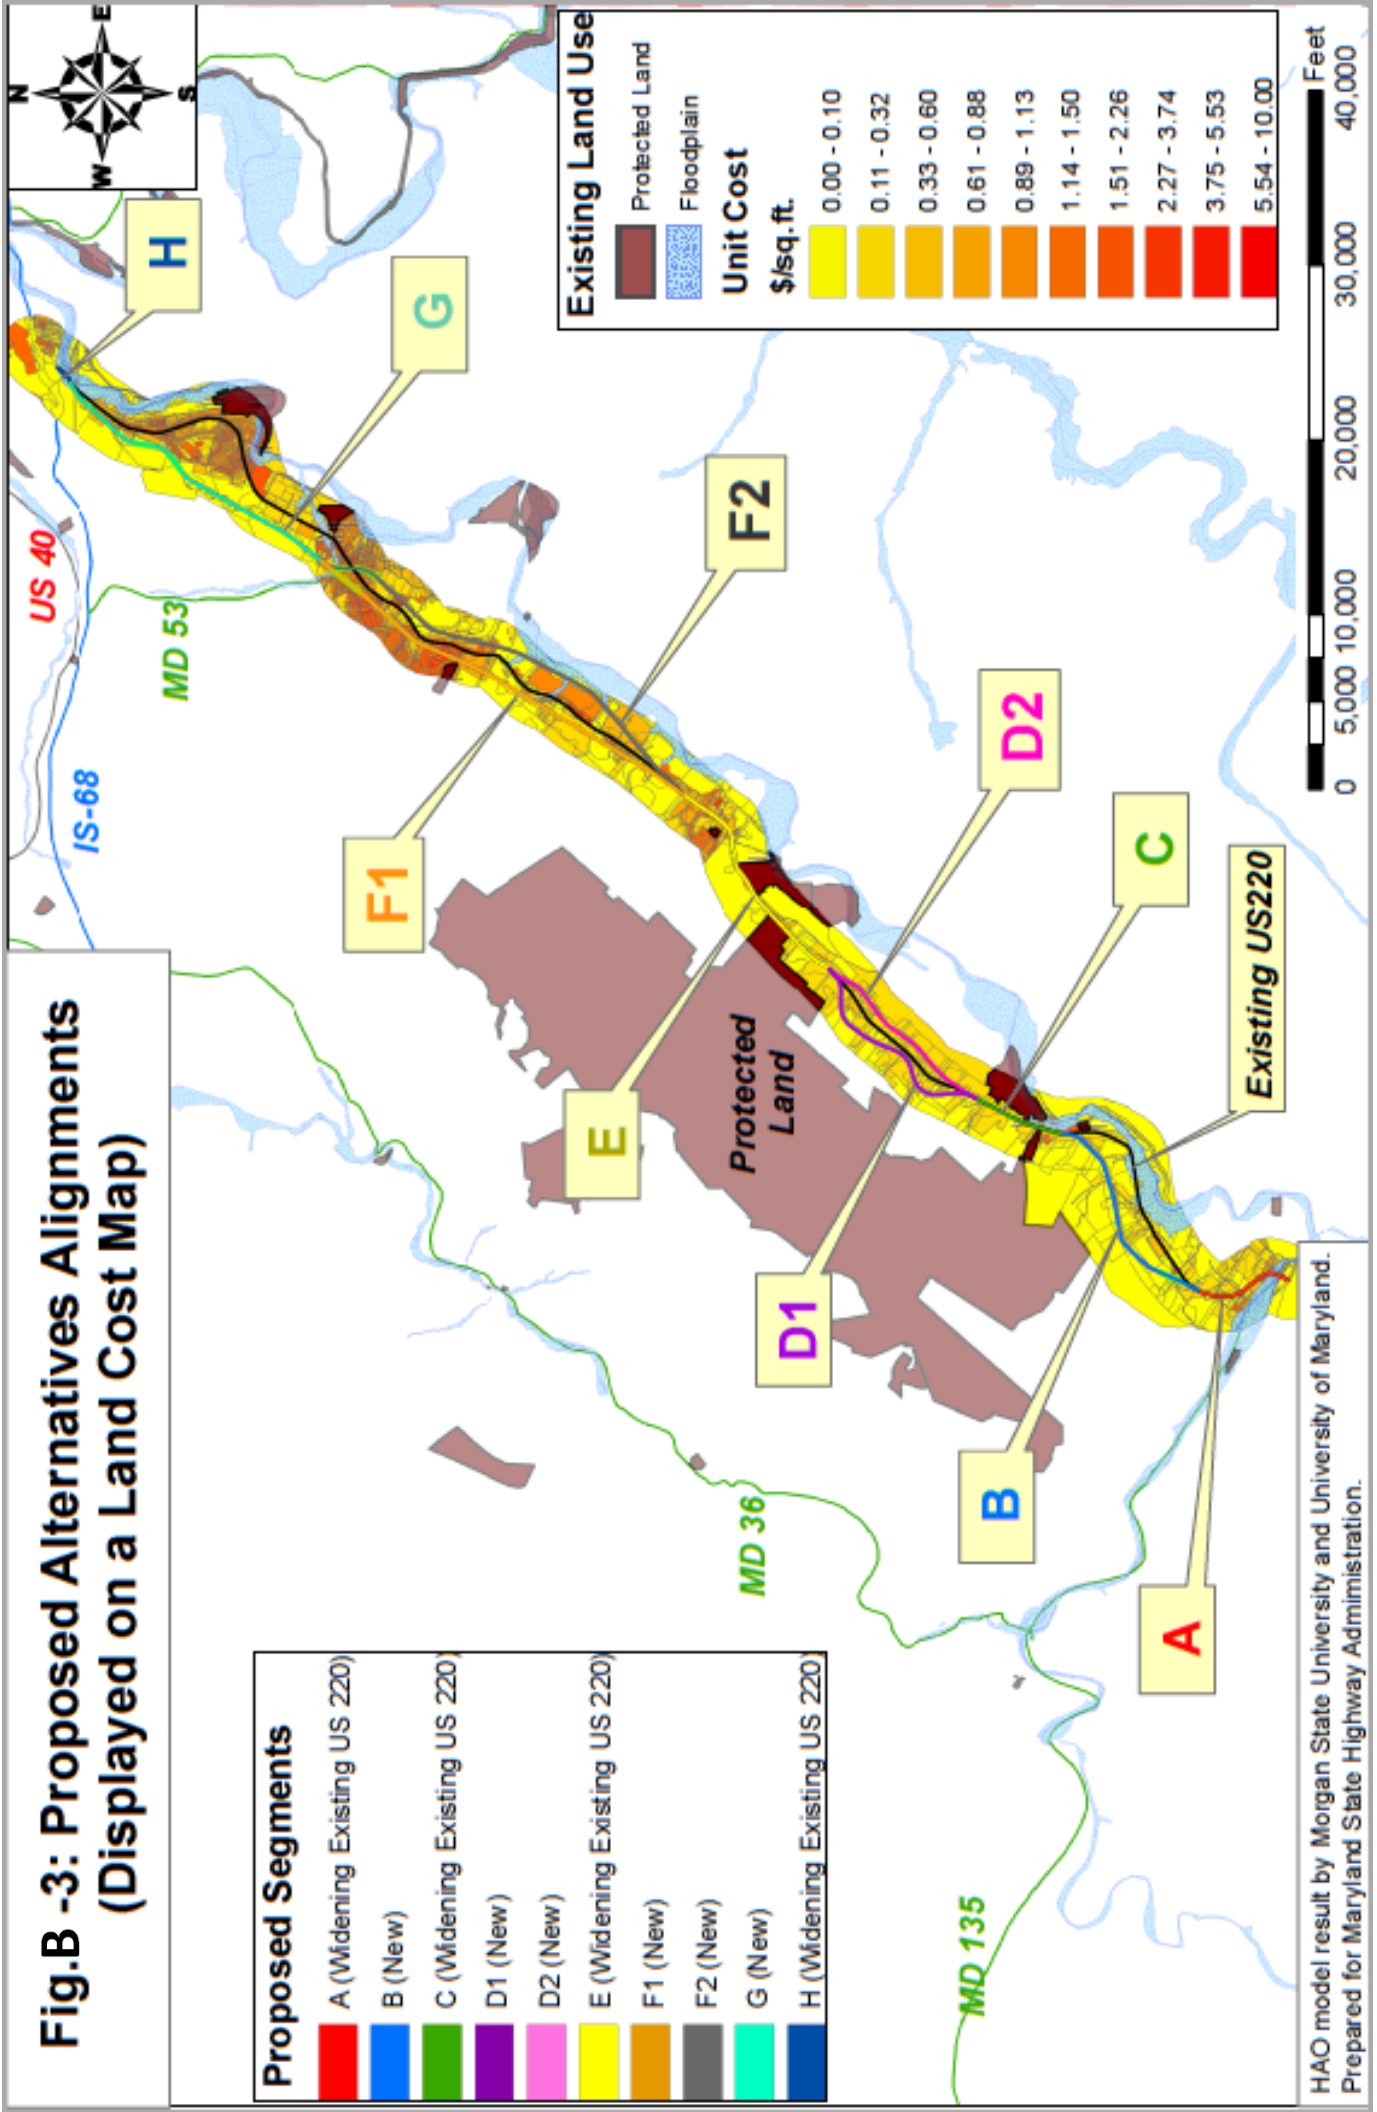 Fig.B -3: Proposed Alternatives Alignments
(Displayed on a Land Cost Map)
N
E
S
W
Proposed Segments
A (Widening Existing US 220)
B (New)
C (Widening Existing US 220)
D1 (New)
D2 (New)
E (Widening Existing US 220)
F1 (New)
F2 (New)
G (New)
H (Widening Existing US 220)
US 40
IS-68
MD 53
MD 36
MD 135
H
G
F2
F1
E
D2
D1
C
B
A
Protected
Land
Existing US220
Existing Land Use
Protected Land
Floodplain
Unit Cost
$/sq.ft.
0.00 - 0.10
0.11 - 0.32
0.33 - 0.60
0.61 - 0.88
0.89 - 1.13
1.14 - 1.50
1.51 - 2.26
2.27 - 3.74
3.75 - 5.53
5.54 - 10.00
0 5,000 10,000 20,000 30,000 40,000
Feet
HAO model result by Morgan State University and University of Maryland.
Prepared for Maryland State Highway Administration.